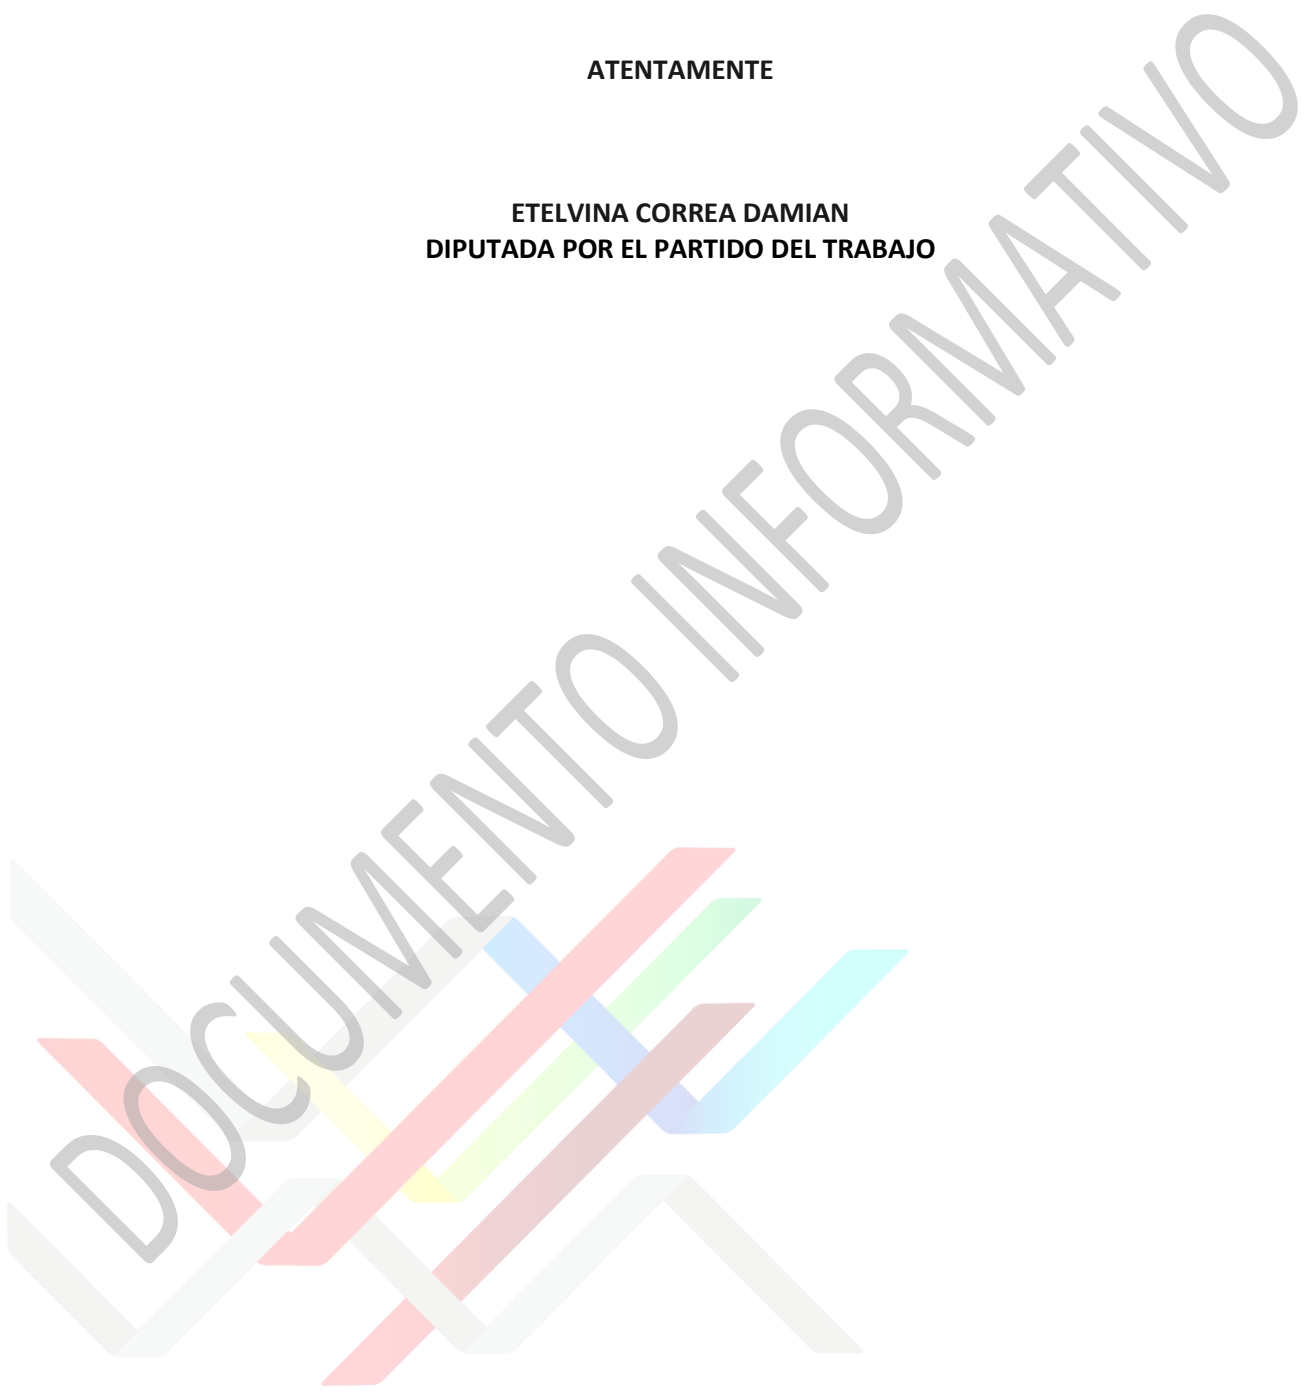 ATENTAMENTE
ETELVINA CORREA DAMIAN
DIPUTADA POR EL PARTIDO DEL TRABAJO
DOCUMENTO INFORMATIVO